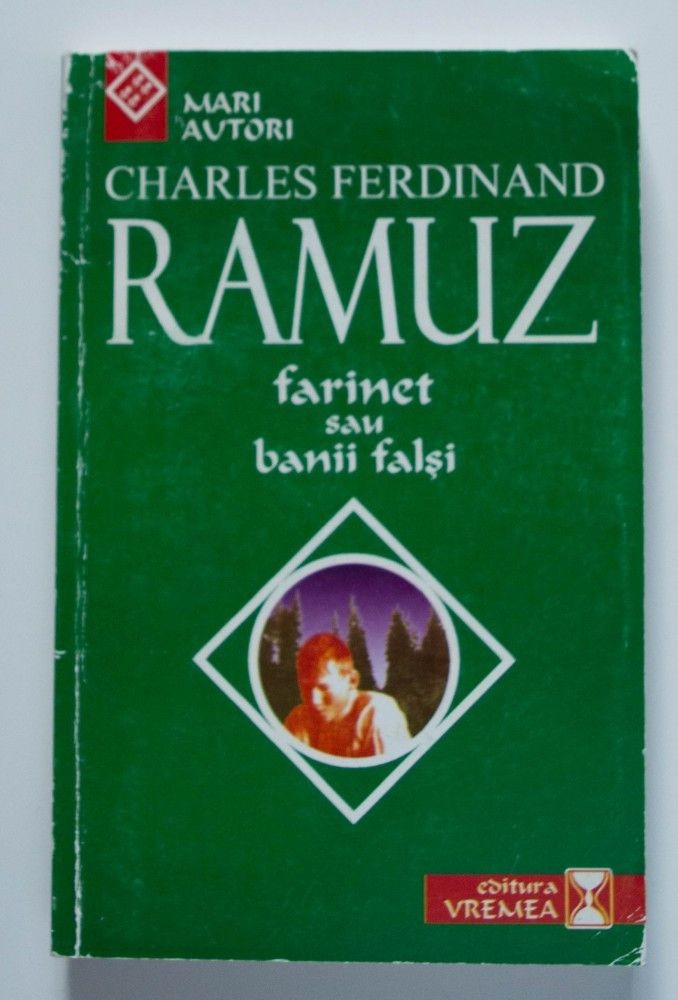 MARI
AUTORI
CHARLES FERDINAND
RAMUZ
farinet
sau
banii falşi
editura
VREMEA